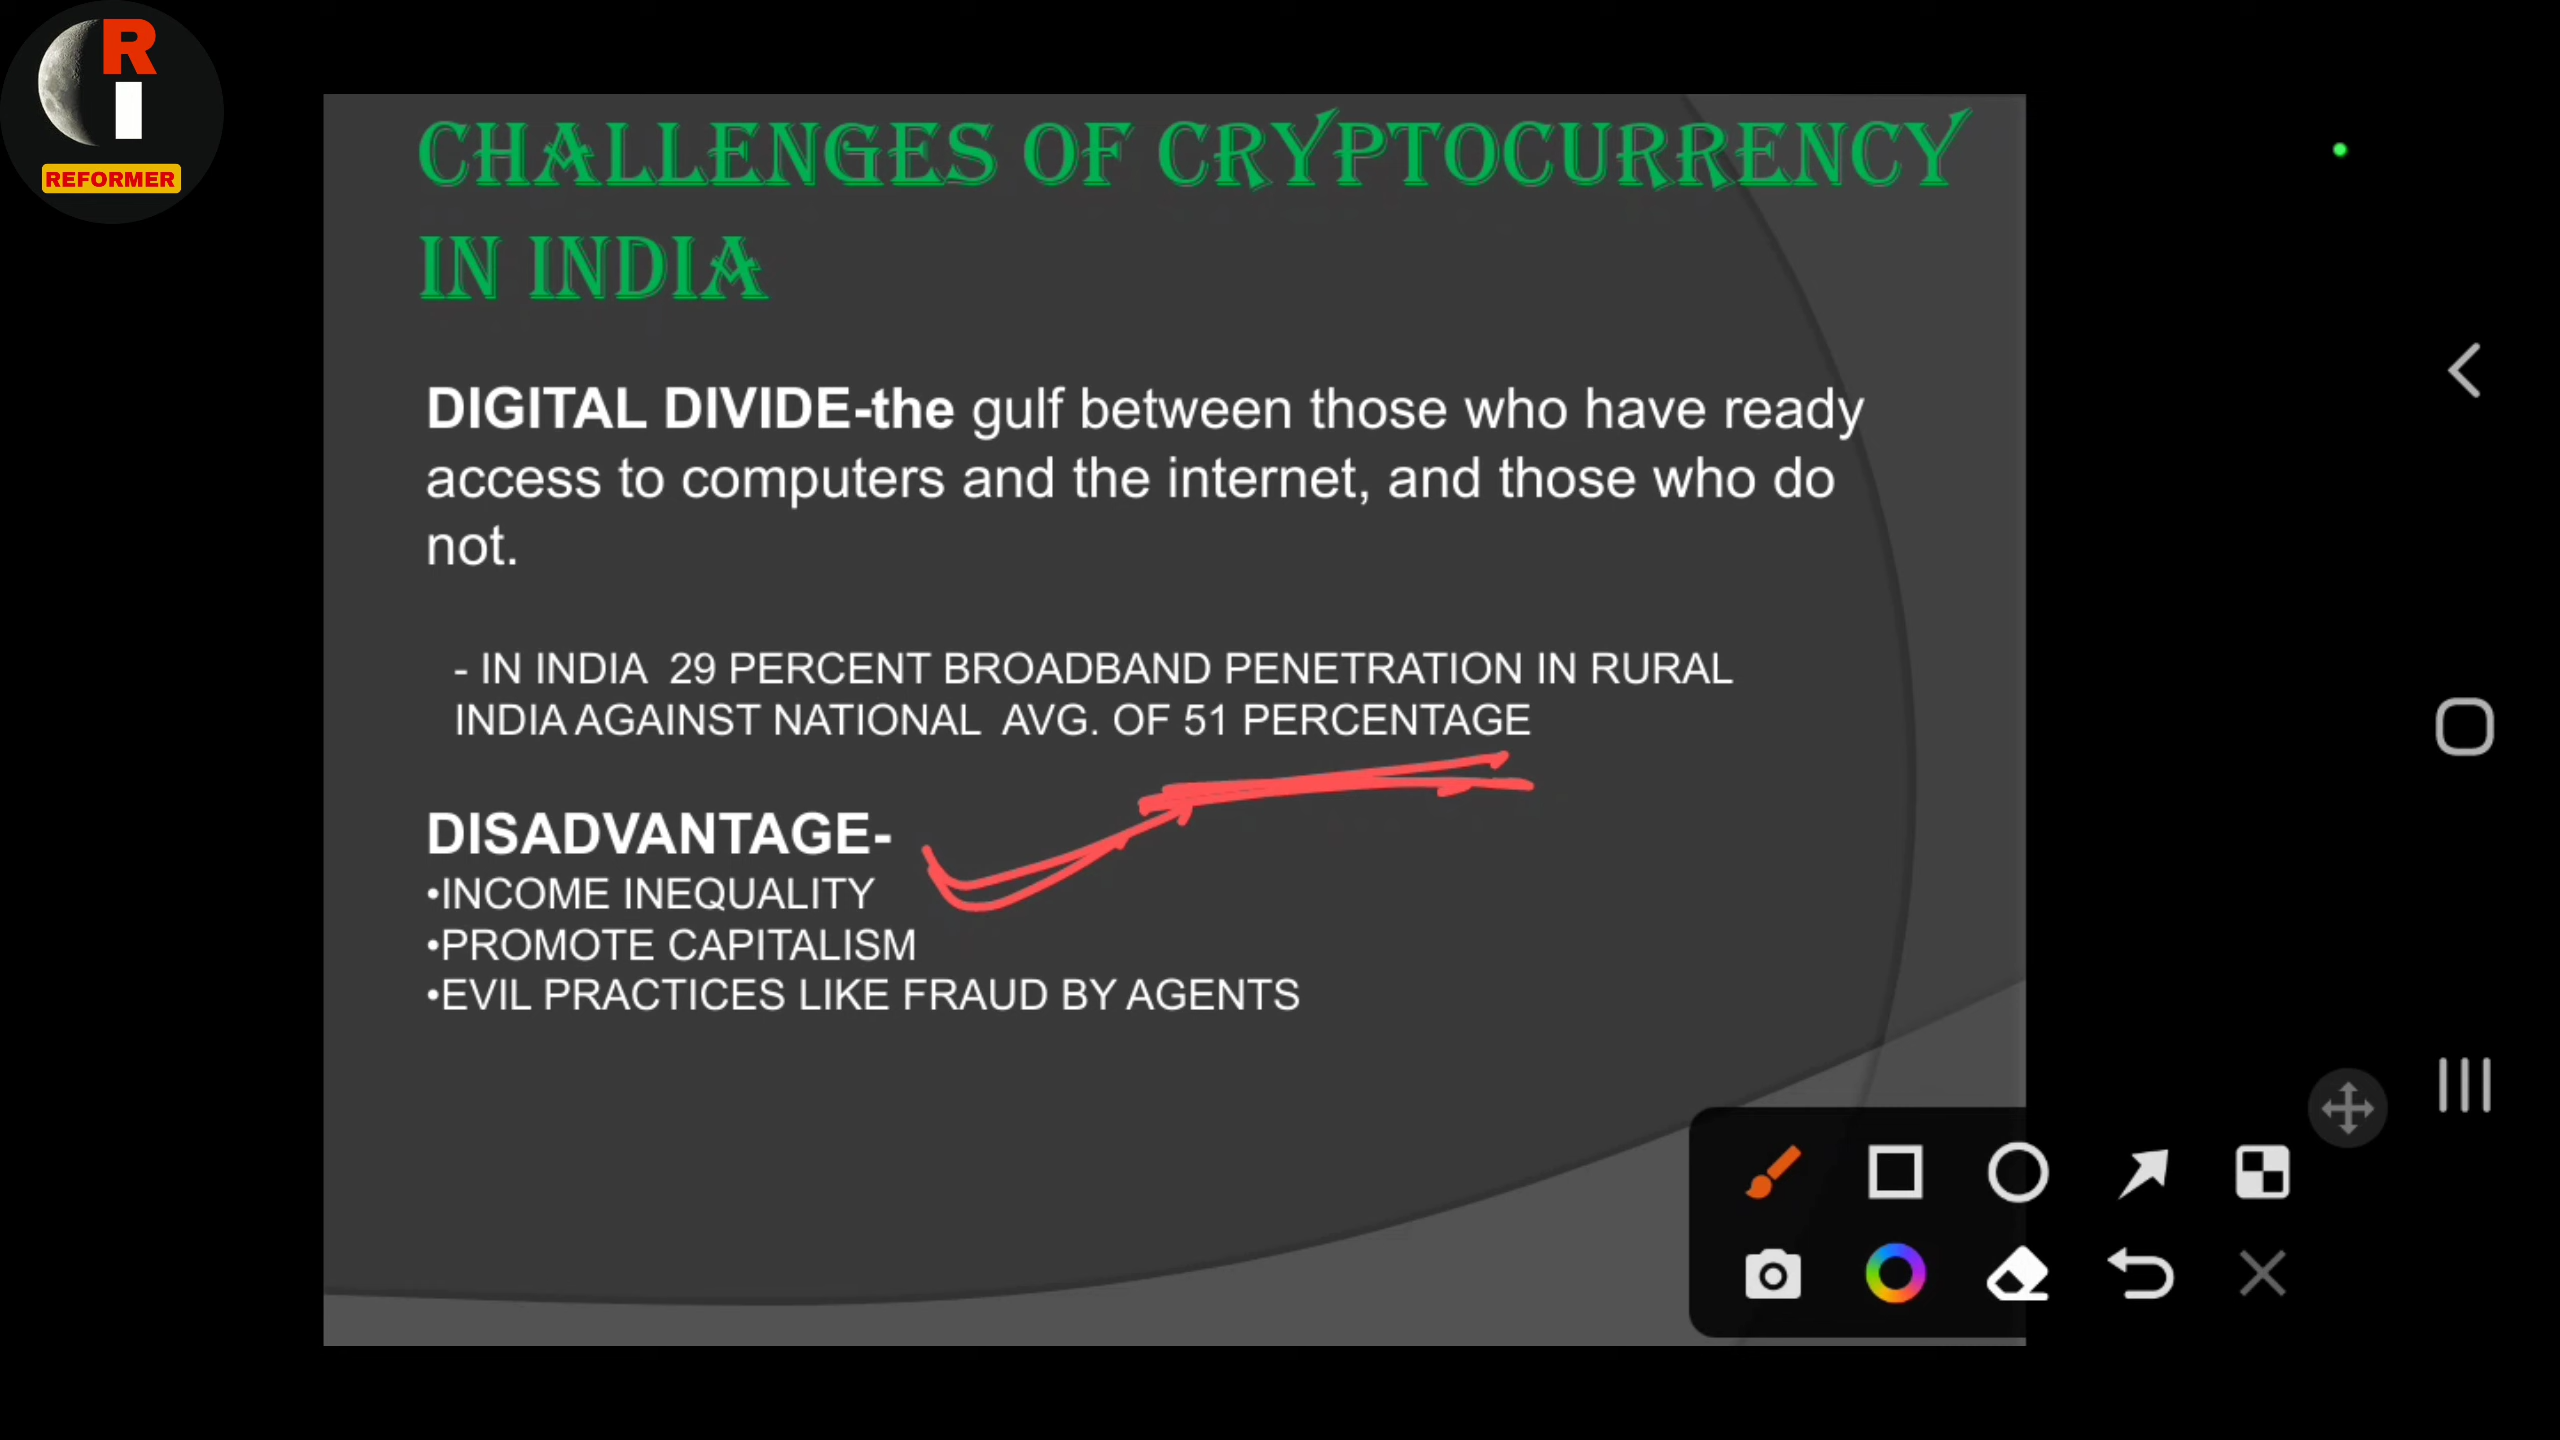 R
I
REFORMER
CHALLENGES OF CRYPTOCURRENCY
IN INDIA
DIGITAL DIVIDE-the gulf between those who have ready
access to computers and the internet, and those who do
not.
- IN INDIA  29 PERCENT BROADBAND PENETRATION IN RURAL
INDIA AGAINST NATIONAL  AVG. OF 51 PERCENTAGE
DISADVANTAGE-
•INCOME INEQUALITY
•PROMOTE CAPITALISM
•EVIL PRACTICES LIKE FRAUD BY AGENTS